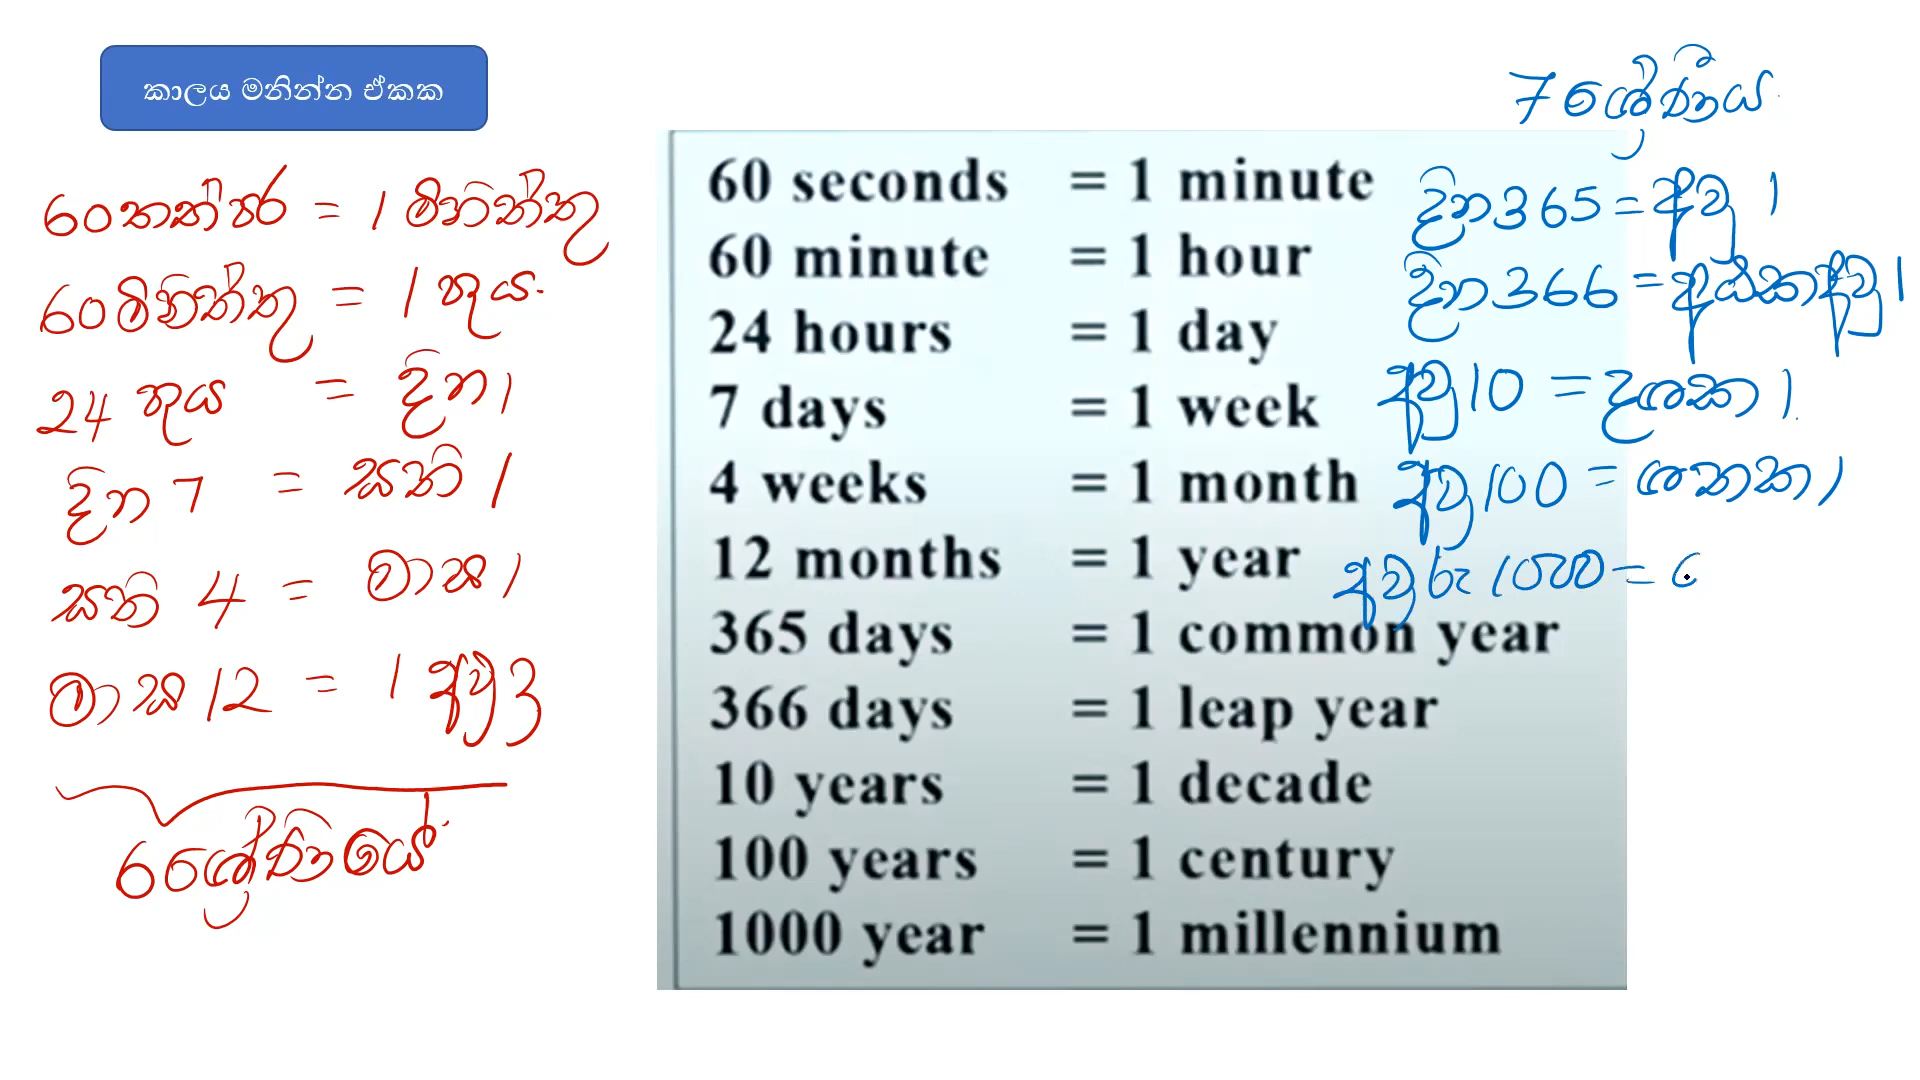 කාලය මනින්න ඒකක
60 තත්පර = 1 මිනිත්තු
60 මිනිත්තු = 1 පැය.
24 පැය = දින 1
දින 7 = සති 1
සති 4 = මාස 1
මාස 12 = 1 අවුරු
6 ශ්‍රේණියේ
60 seconds = 1 minute
60 minute = 1 hour
24 hours = 1 day
7 days = 1 week
4 weeks = 1 month
12 months = 1 year
365 days = 1 common year
366 days = 1 leap year
10 years = 1 decade
100 years = 1 century
1000 year = 1 millennium
7 ශ්‍රේණිය
දින 365 = අවු 1
දින 366 = අධික අවු 1
අවු 10 = දශක 1
අවු 100 = ශතක 1
අවුරු 1000 =